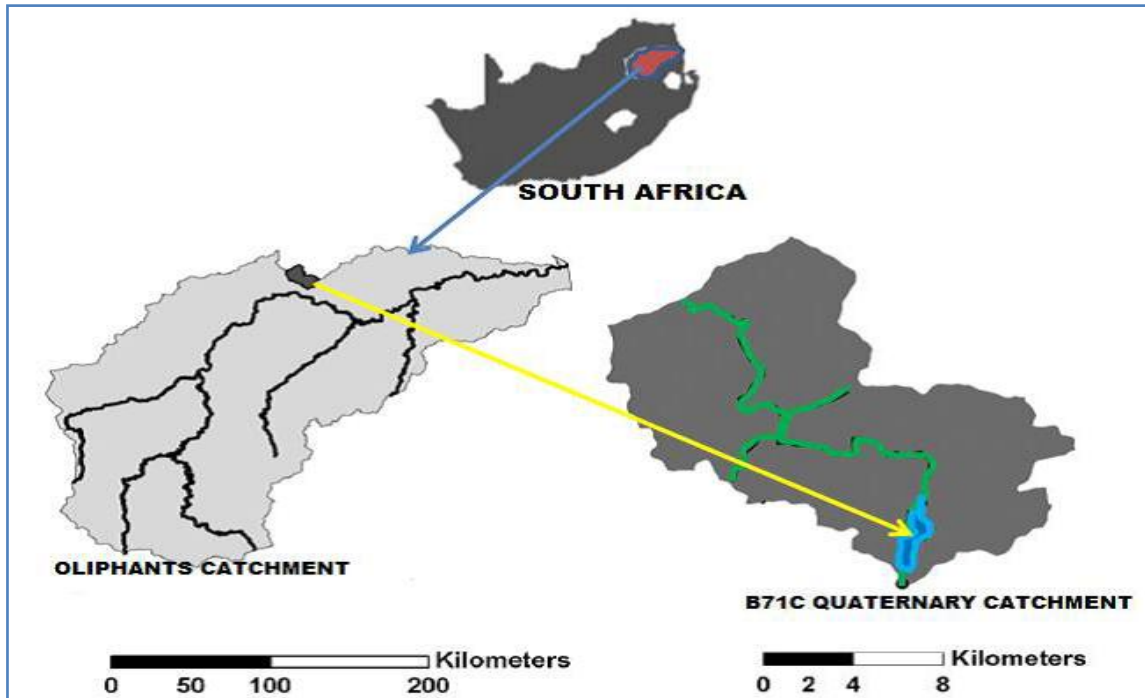 SOUTH AFRICA
OLIPHANTS CATCHMENT
B71C QUATERNARY CATCHMENT
Kilometers
0 50 100 200
Kilometers
0 2 4 8